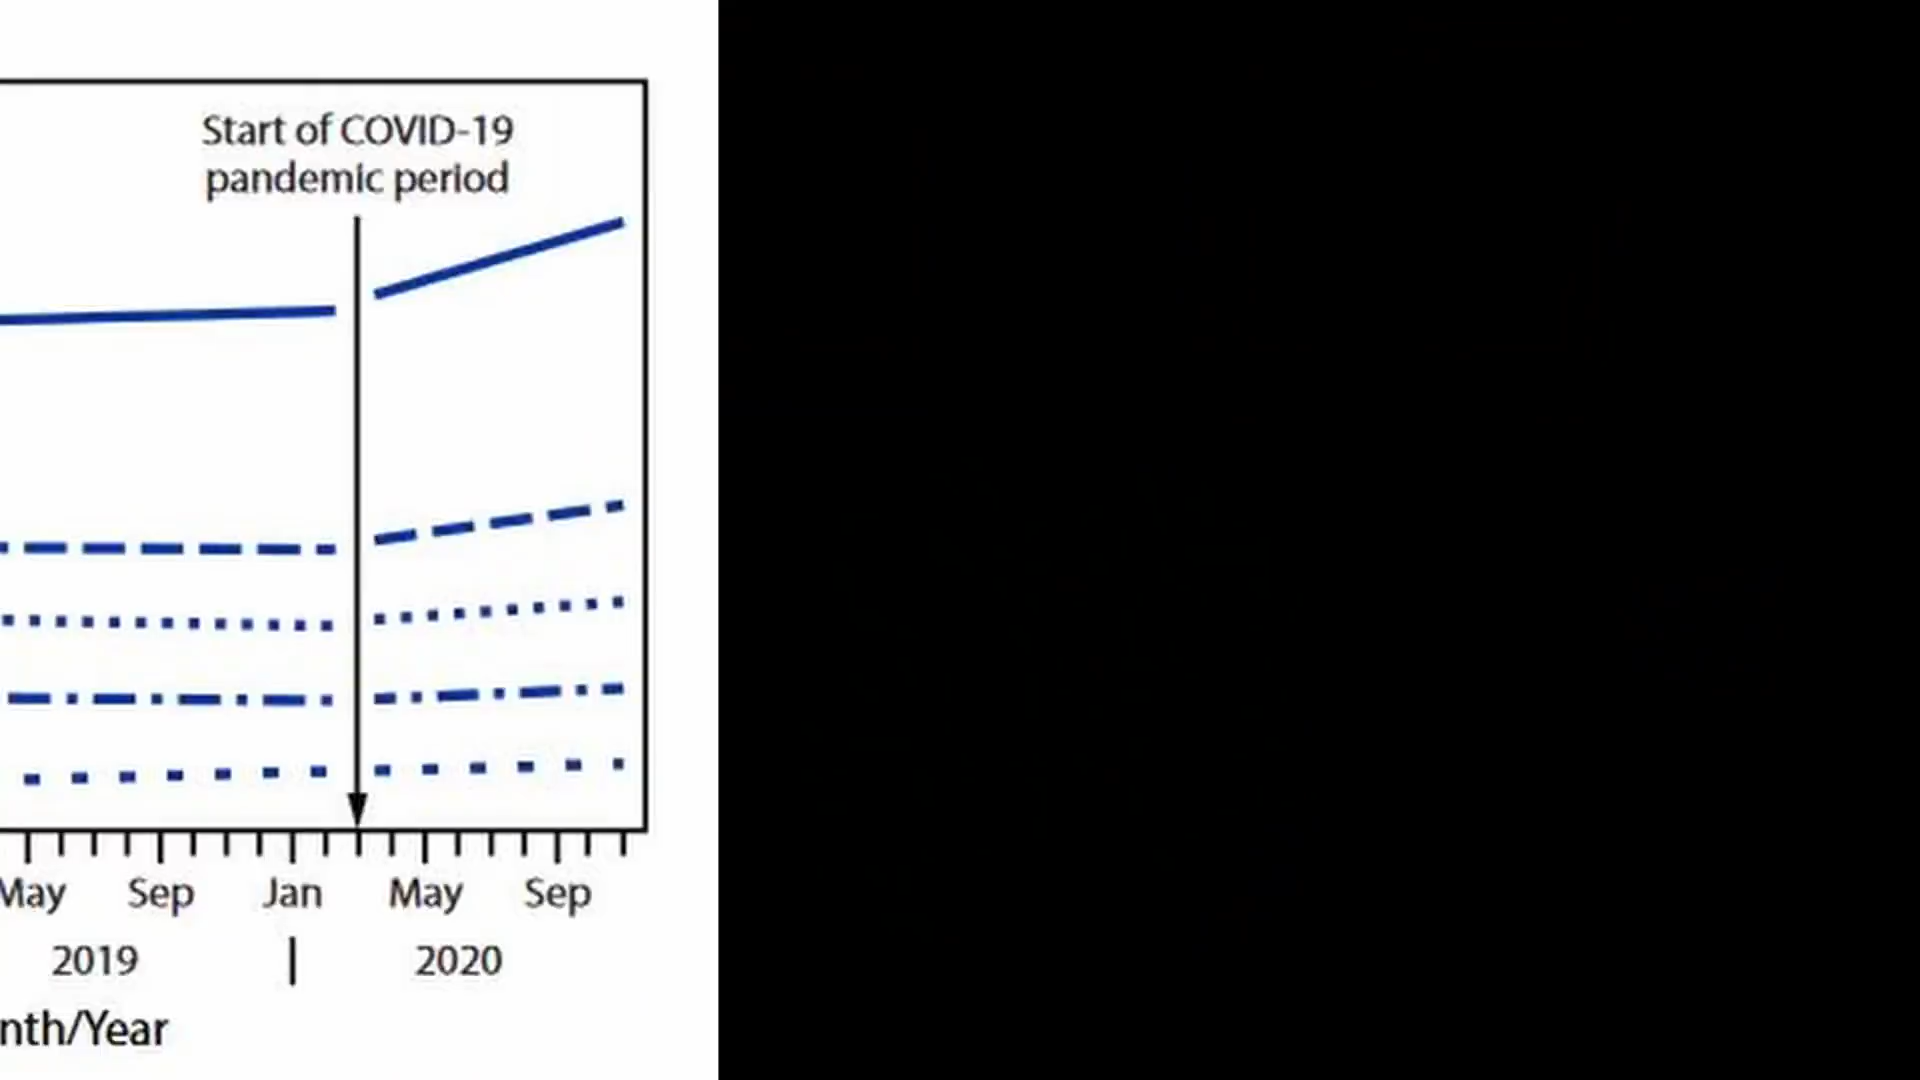 Start of COVID-19
pandemic period
May Sep Jan May Sep
2019 | 2020
nth/Year